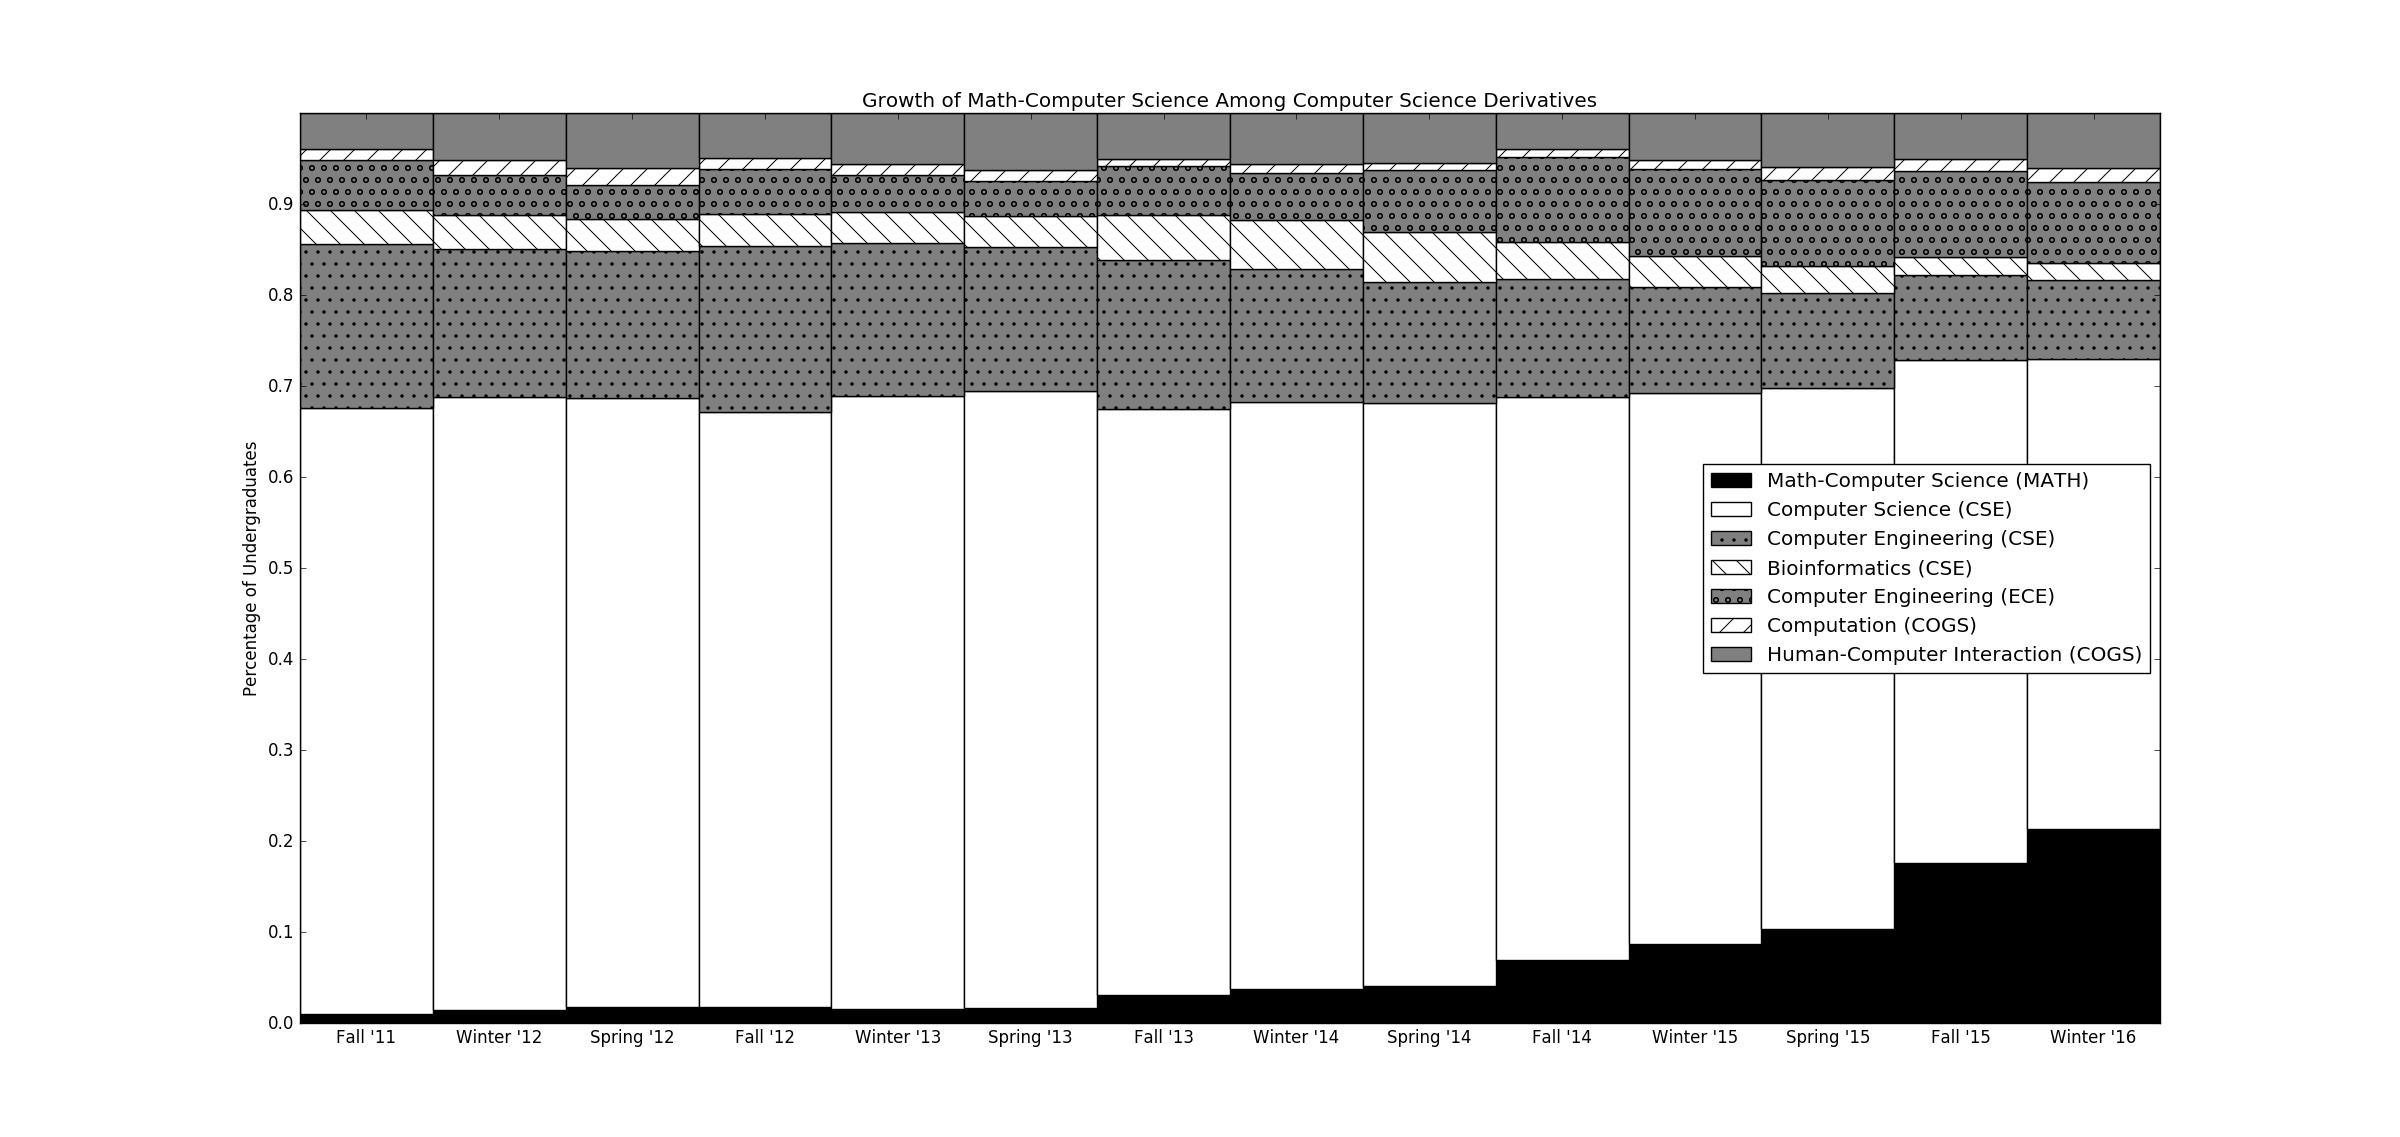 Growth of Math-Computer Science Among Computer Science Derivatives
Percentage of Undergraduates
0.9
0.8
0.7
0.6
0.5
0.4
0.3
0.2
0.1
0.0
Math-Computer Science (MATH)
Computer Science (CSE)
Computer Engineering (CSE)
Bioinformatics (CSE)
Computer Engineering (ECE)
Computation (COGS)
Human-Computer Interaction (COGS)
Fall '11 Winter '12 Spring '12 Fall '12 Winter '13 Spring '13 Fall '13 Winter '14 Spring '14 Fall '14 Winter '15 Spring '15 Fall '15 Winter '16